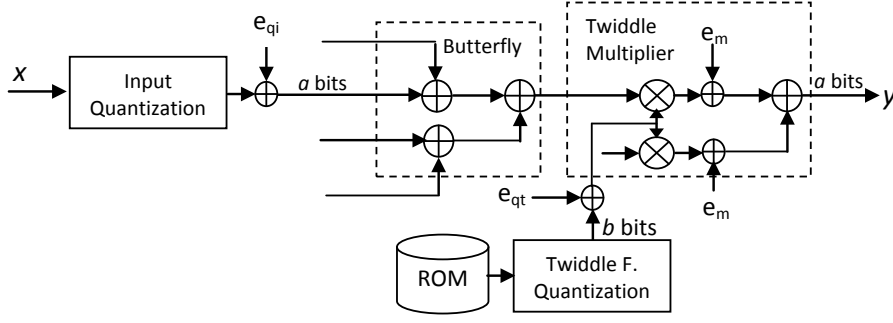 e_qi
Butterfly
Twiddle
Multiplier
e_m
x
Input
Quantization
a bits
a bits
y
e_qt
e_m
b bits
ROM
Twiddle F.
Quantization